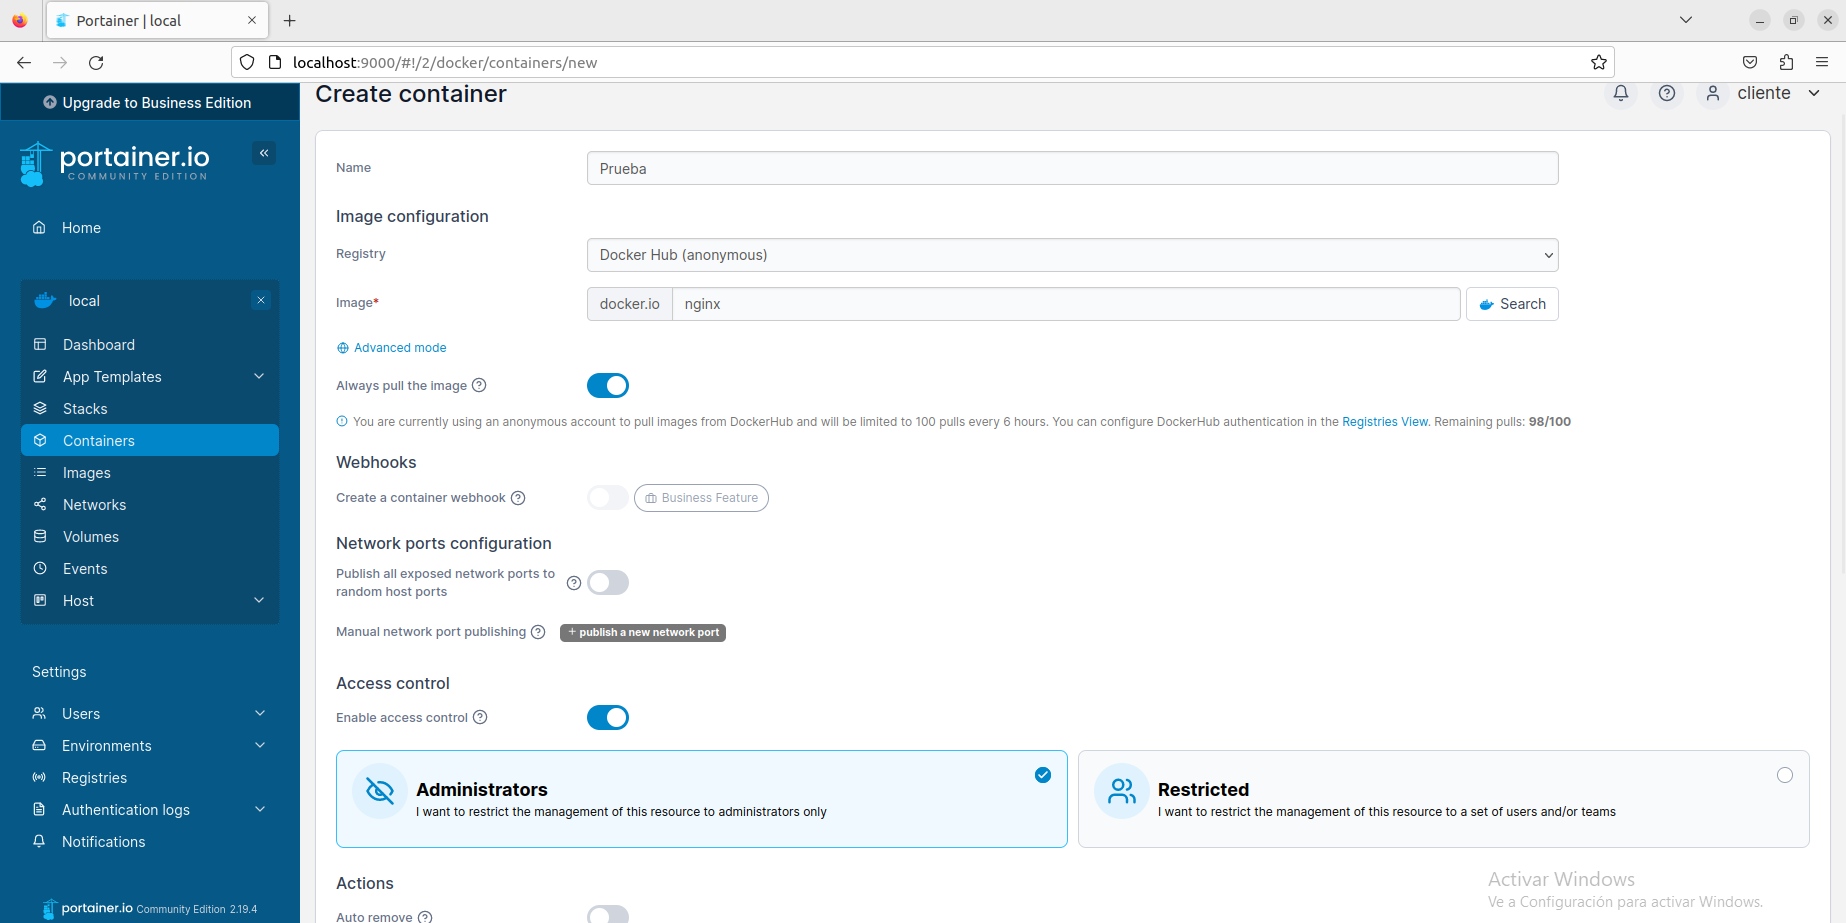 Portainer | local
localhost:9000/#!/2/docker/containers/new
Upgrade to Business Edition
portainer.io
COMMUNITY EDITION
Home
local
Dashboard
App Templates
Stacks
Containers
Images
Networks
Volumes
Events
Host
Settings
Users
Environments
Registries
Authentication logs
Notifications
portainer.io Community Edition 2.19.4
Create container
cliente
Name
Prueba
Image configuration
Registry
Docker Hub (anonymous)
Image*
docker.io
nginx
Search
Advanced mode
Always pull the image
You are currently using an anonymous account to pull images from DockerHub and will be limited to 100 pulls every 6 hours. You can configure DockerHub authentication in the Registries View. Remaining pulls: 98/100
Webhooks
Create a container webhook
Business Feature
Network ports configuration
Publish all exposed network ports to
random host ports
Manual network port publishing
+ publish a new network port
Access control
Enable access control
Administrators
I want to restrict the management of this resource to administrators only
Restricted
I want to restrict the management of this resource to a set of users and/or teams
Actions
Auto remove
Activar Windows
Ve a Configuración para activar Windows.